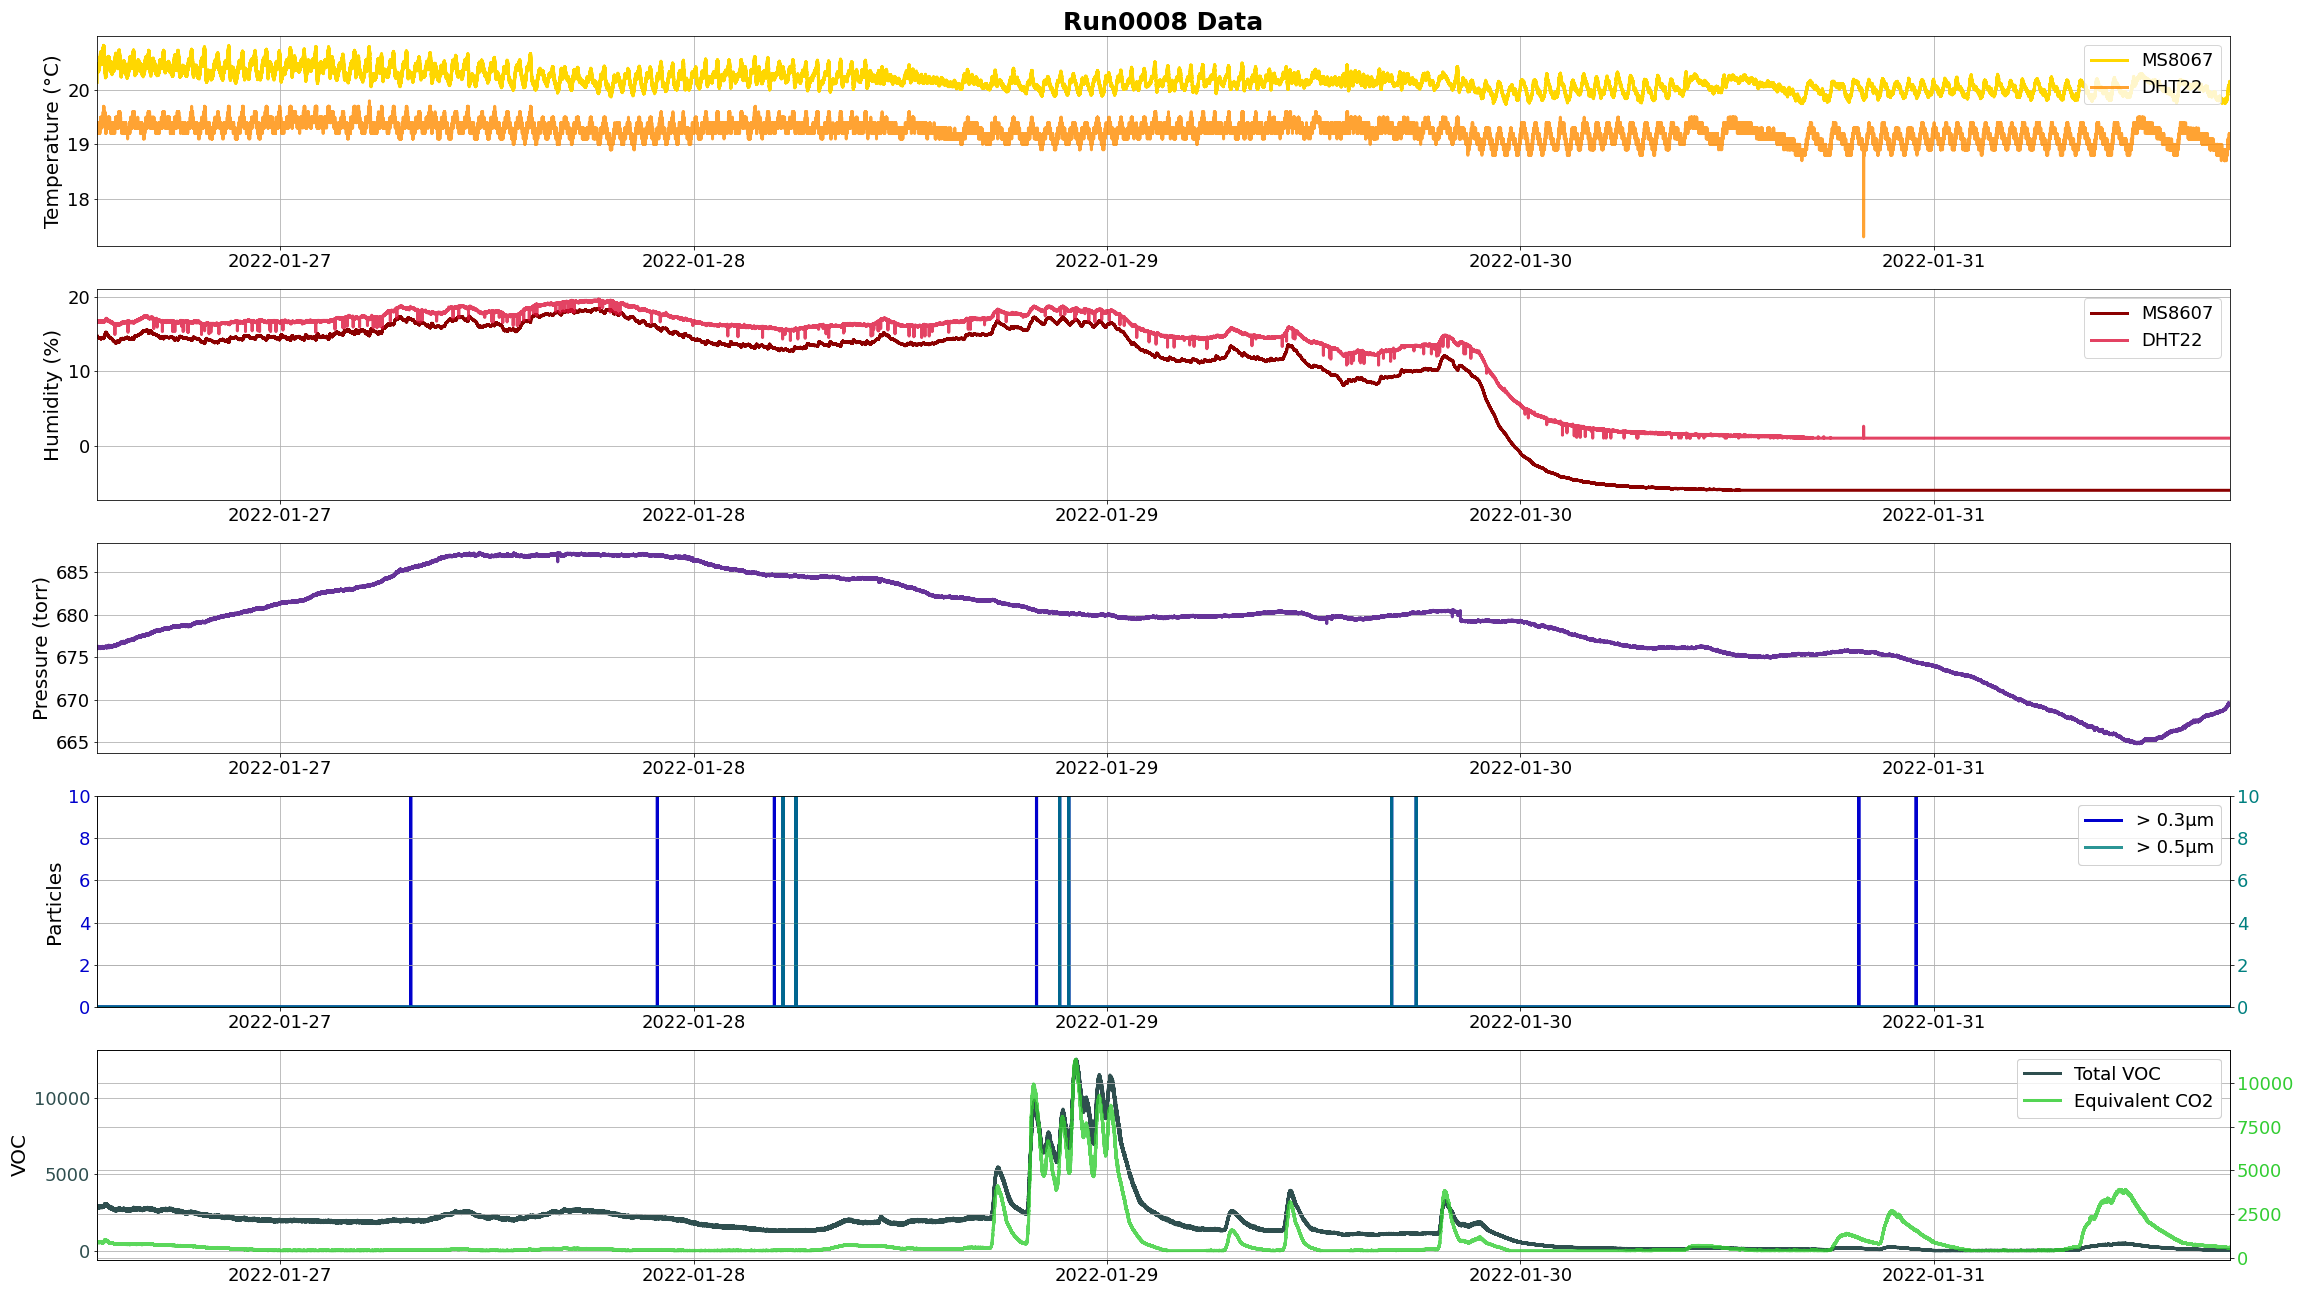 Run0008 Data
Temperature (°C)
20
19
18
MS8067
DHT22
2022-01-27 2022-01-28 2022-01-29 2022-01-30 2022-01-31
Humidity (%)
20
10
0
MS8607
DHT22
2022-01-27 2022-01-28 2022-01-29 2022-01-30 2022-01-31
Pressure (torr)
685
680
675
670
665
2022-01-27 2022-01-28 2022-01-29 2022-01-30 2022-01-31
Particles
10 10
8 8
6 6
4 4
2 2
0 0
> 0.3μm
> 0.5μm
2022-01-27 2022-01-28 2022-01-29 2022-01-30 2022-01-31
VOC
10000
5000
0
Total VOC
Equivalent CO2
10000
7500
5000
2500
0
2022-01-27 2022-01-28 2022-01-29 2022-01-30 2022-01-31